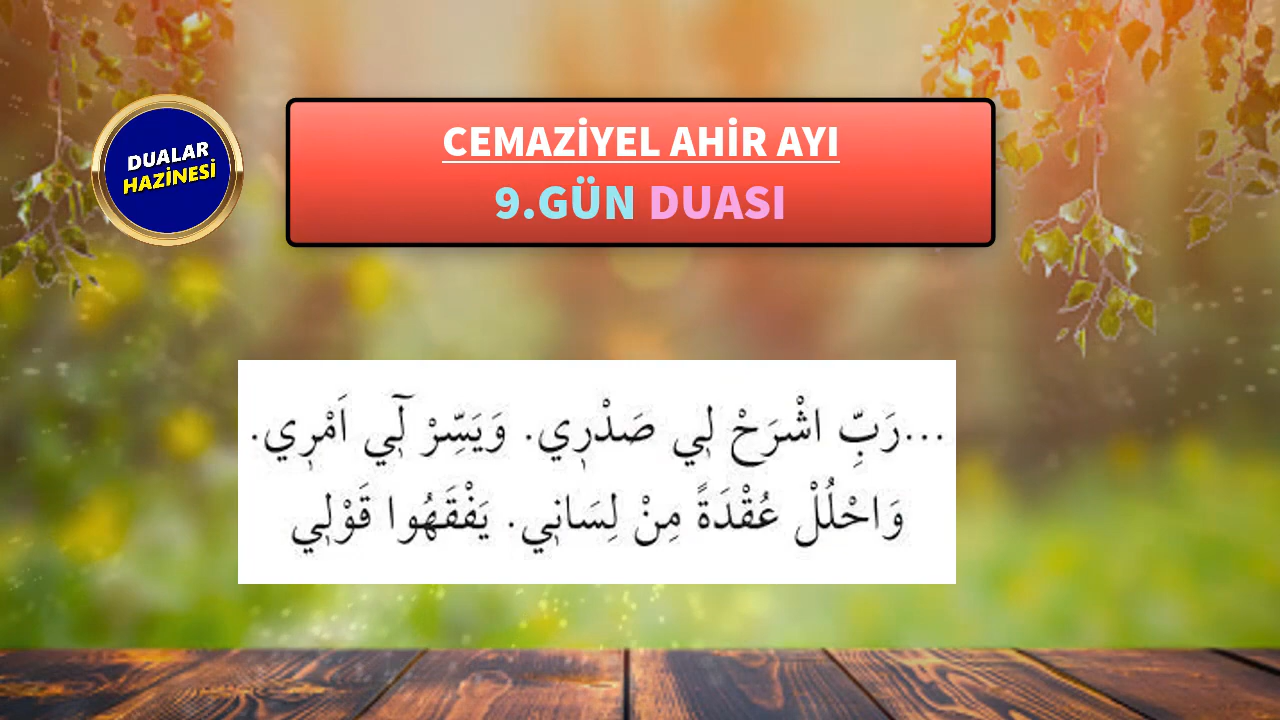 DUALAR
HAZİNESİ
CEMAZİYEL AHİR AYI
9.GÜN DUASI
...رَبِّ اشْرَحْ لٖي صَدْرٖي. وَيَسِّرْ لٖٓي اَمْرٖي.
وَاحْلُلْ عُقْدَةً مِنْ لِسَانٖي. يَفْقَهُوا قَوْلٖي